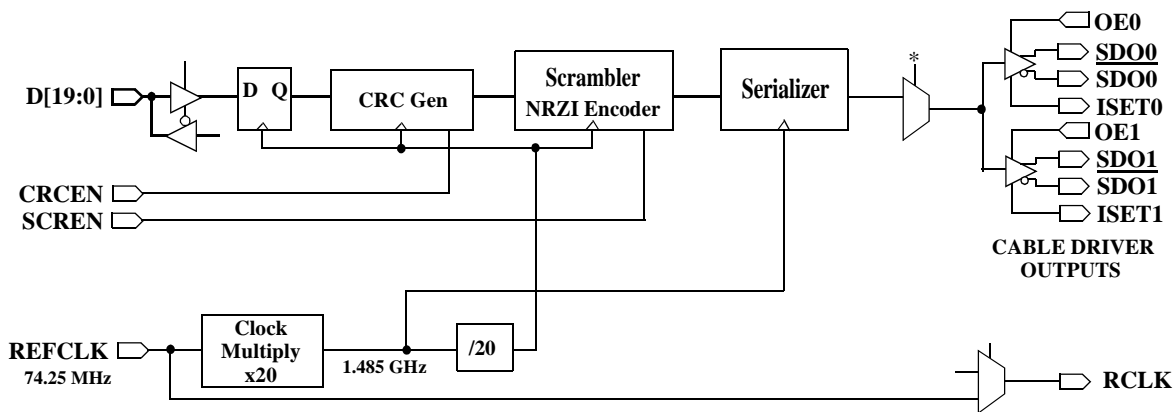 D[19:0]
D Q
CRC Gen
Scrambler
NRZI Encoder
Serializer
*
OE0
SDO0
SDO0
ISET0
OE1
SDO1
SDO1
ISET1
CABLE DRIVER
OUTPUTS
CRCEN
SCREN
REFCLK
74.25 MHz
Clock
Multiply
x20
1.485 GHz
/20
RCLK